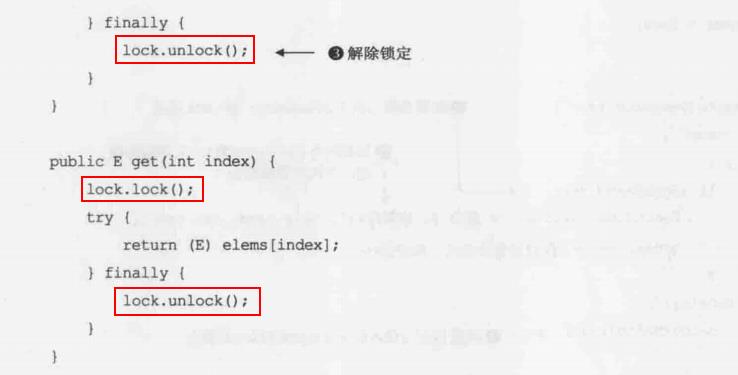 } finally {
lock.unlock(); ❸解除锁定
}
}
public E get(int index) {
lock.lock();
try {
return (E) elems[index];
} finally {
lock.unlock();
}
}